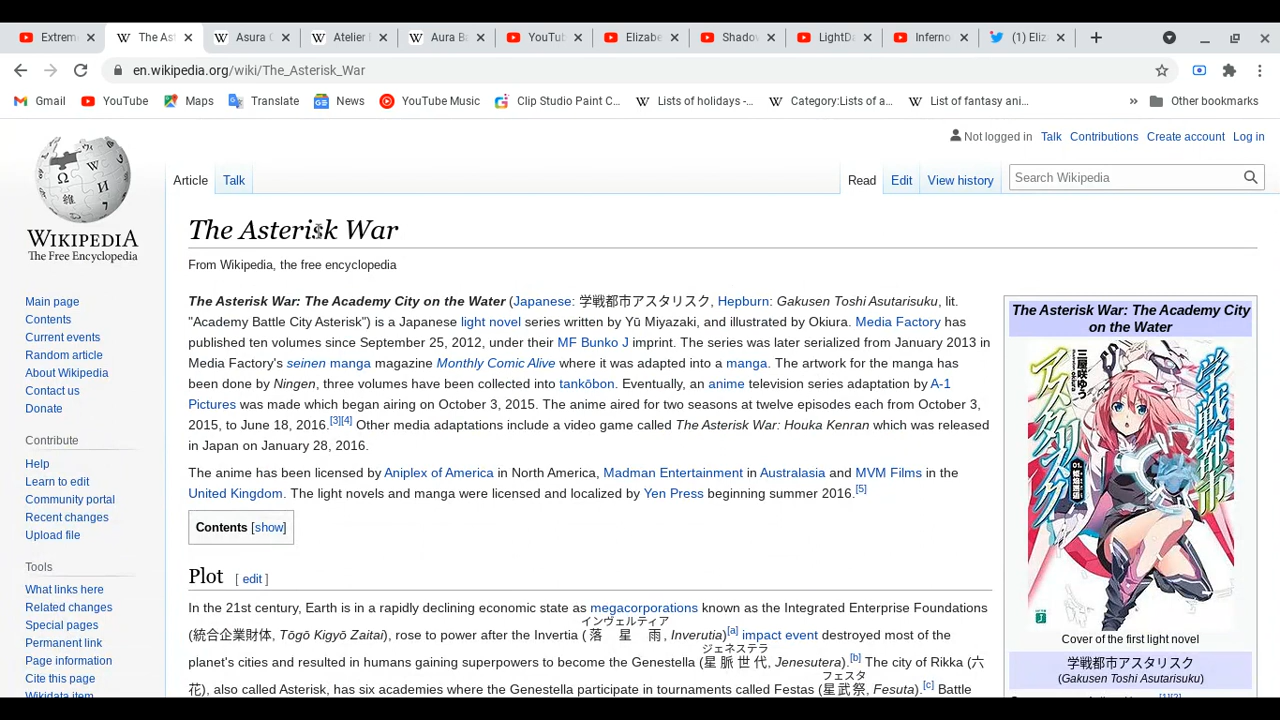 Extrem
The Ast
Asura
Atelier
Aura Ba
YouTub
Elizabe
Shadow
LightDa
Inferno
(1) Eliz
en.wikipedia.org/wiki/The_Asterisk_War
Gmail YouTube Maps Translate News YouTube Music Clip Studio Paint C... Lists of holidays -... Category:Lists of a... List of fantasy ani... » Other bookmarks
Not logged in Talk Contributions Create account Log in
Article Talk Read Edit View history Search Wikipedia
WIKIPEDIA
The Free Encyclopedia
Main page
Contents
Current events
Random article
About Wikipedia
Contact us
Donate
Contribute
Help
Learn to edit
Community portal
Recent changes
Upload file
Tools
What links here
Related changes
Special pages
Permanent link
Page information
Cite this page
Wikidata item
The Asterisk War
From Wikipedia, the free encyclopedia
The Asterisk War: The Academy City on the Water (Japanese: 学戦都市アスタリスク, Hepburn: Gakusen Toshi Asutarisuku, lit.
"Academy Battle City Asterisk") is a Japanese light novel series written by Yū Miyazaki, and illustrated by Okiura. Media Factory has
published ten volumes since September 25, 2012, under their MF Bunko J imprint. The series was later serialized from January 2013 in
Media Factory's seinen manga magazine Monthly Comic Alive where it was adapted into a manga. The artwork for the manga has
been done by Ningen, three volumes have been collected into tankōbon. Eventually, an anime television series adaptation by A-1
Pictures was made which began airing on October 3, 2015. The anime aired for two seasons at twelve episodes each from October 3,
2015, to June 18, 2016.[3][4] Other media adaptations include a video game called The Asterisk War: Houka Kenran which was released
in Japan on January 28, 2016.
The anime has been licensed by Aniplex of America in North America, Madman Entertainment in Australasia and MVM Films in the
United Kingdom. The light novels and manga were licensed and localized by Yen Press beginning summer 2016.[5]
Contents [show]
Plot [ edit ]
In the 21st century, Earth is in a rapidly declining economic state as megacorporations known as the Integrated Enterprise Foundations
インヴェルティア
(統合企業財体, Tōgō Kigyō Zaitai), rose to power after the Invertia (落星雨, Inverutia)[a] impact event destroyed most of the
ジェネステラ
planet's cities and resulted in humans gaining superpowers to become the Genestella (星脈世代, Jenesutera).[b] The city of Rikka (六
フェスタ
花), also called Asterisk, has six academies where the Genestella participate in tournaments called Festas (星武祭, Fesuta).[c] Battle
The Asterisk War: The Academy City
on the Water
学戦都市
アスタリスク
三屋咲ゆう
Cover of the first light novel
学戦都市アスタリスク
(Gakusen Toshi Asutarisuku)
[1][2]